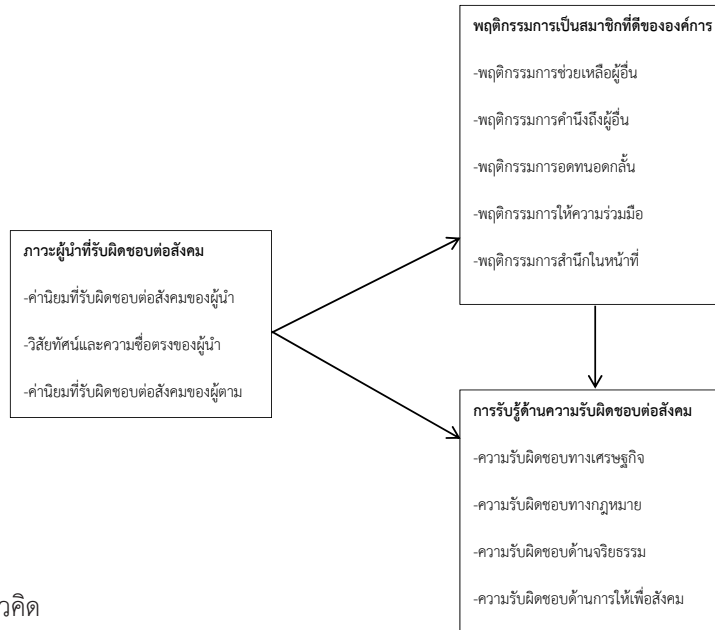 พฤติกรรมการเป็นสมาชิกที่ดีขององค์การ
-พฤติกรรมการช่วยเหลือผู้อื่น
-พฤติกรรมการคำนึงถึงผู้อื่น
-พฤติกรรมการอดทนอดกลั้น
-พฤติกรรมการให้ความร่วมมือ
-พฤติกรรมการสำนึกในหน้าที่
ภาวะผู้นำที่รับผิดชอบต่อสังคม
-ค่านิยมที่รับผิดชอบต่อสังคมของผู้นำ
-วิสัยทัศน์และความซื่อตรงของผู้นำ
-ค่านิยมที่รับผิดชอบต่อสังคมของผู้ตาม
การรับรู้ด้านความรับผิดชอบต่อสังคม
-ความรับผิดชอบทางเศรษฐกิจ
-ความรับผิดชอบทางกฎหมาย
-ความรับผิดชอบด้านจริยธรรม
-ความรับผิดชอบด้านการให้เพื่อสังคม
วคิด